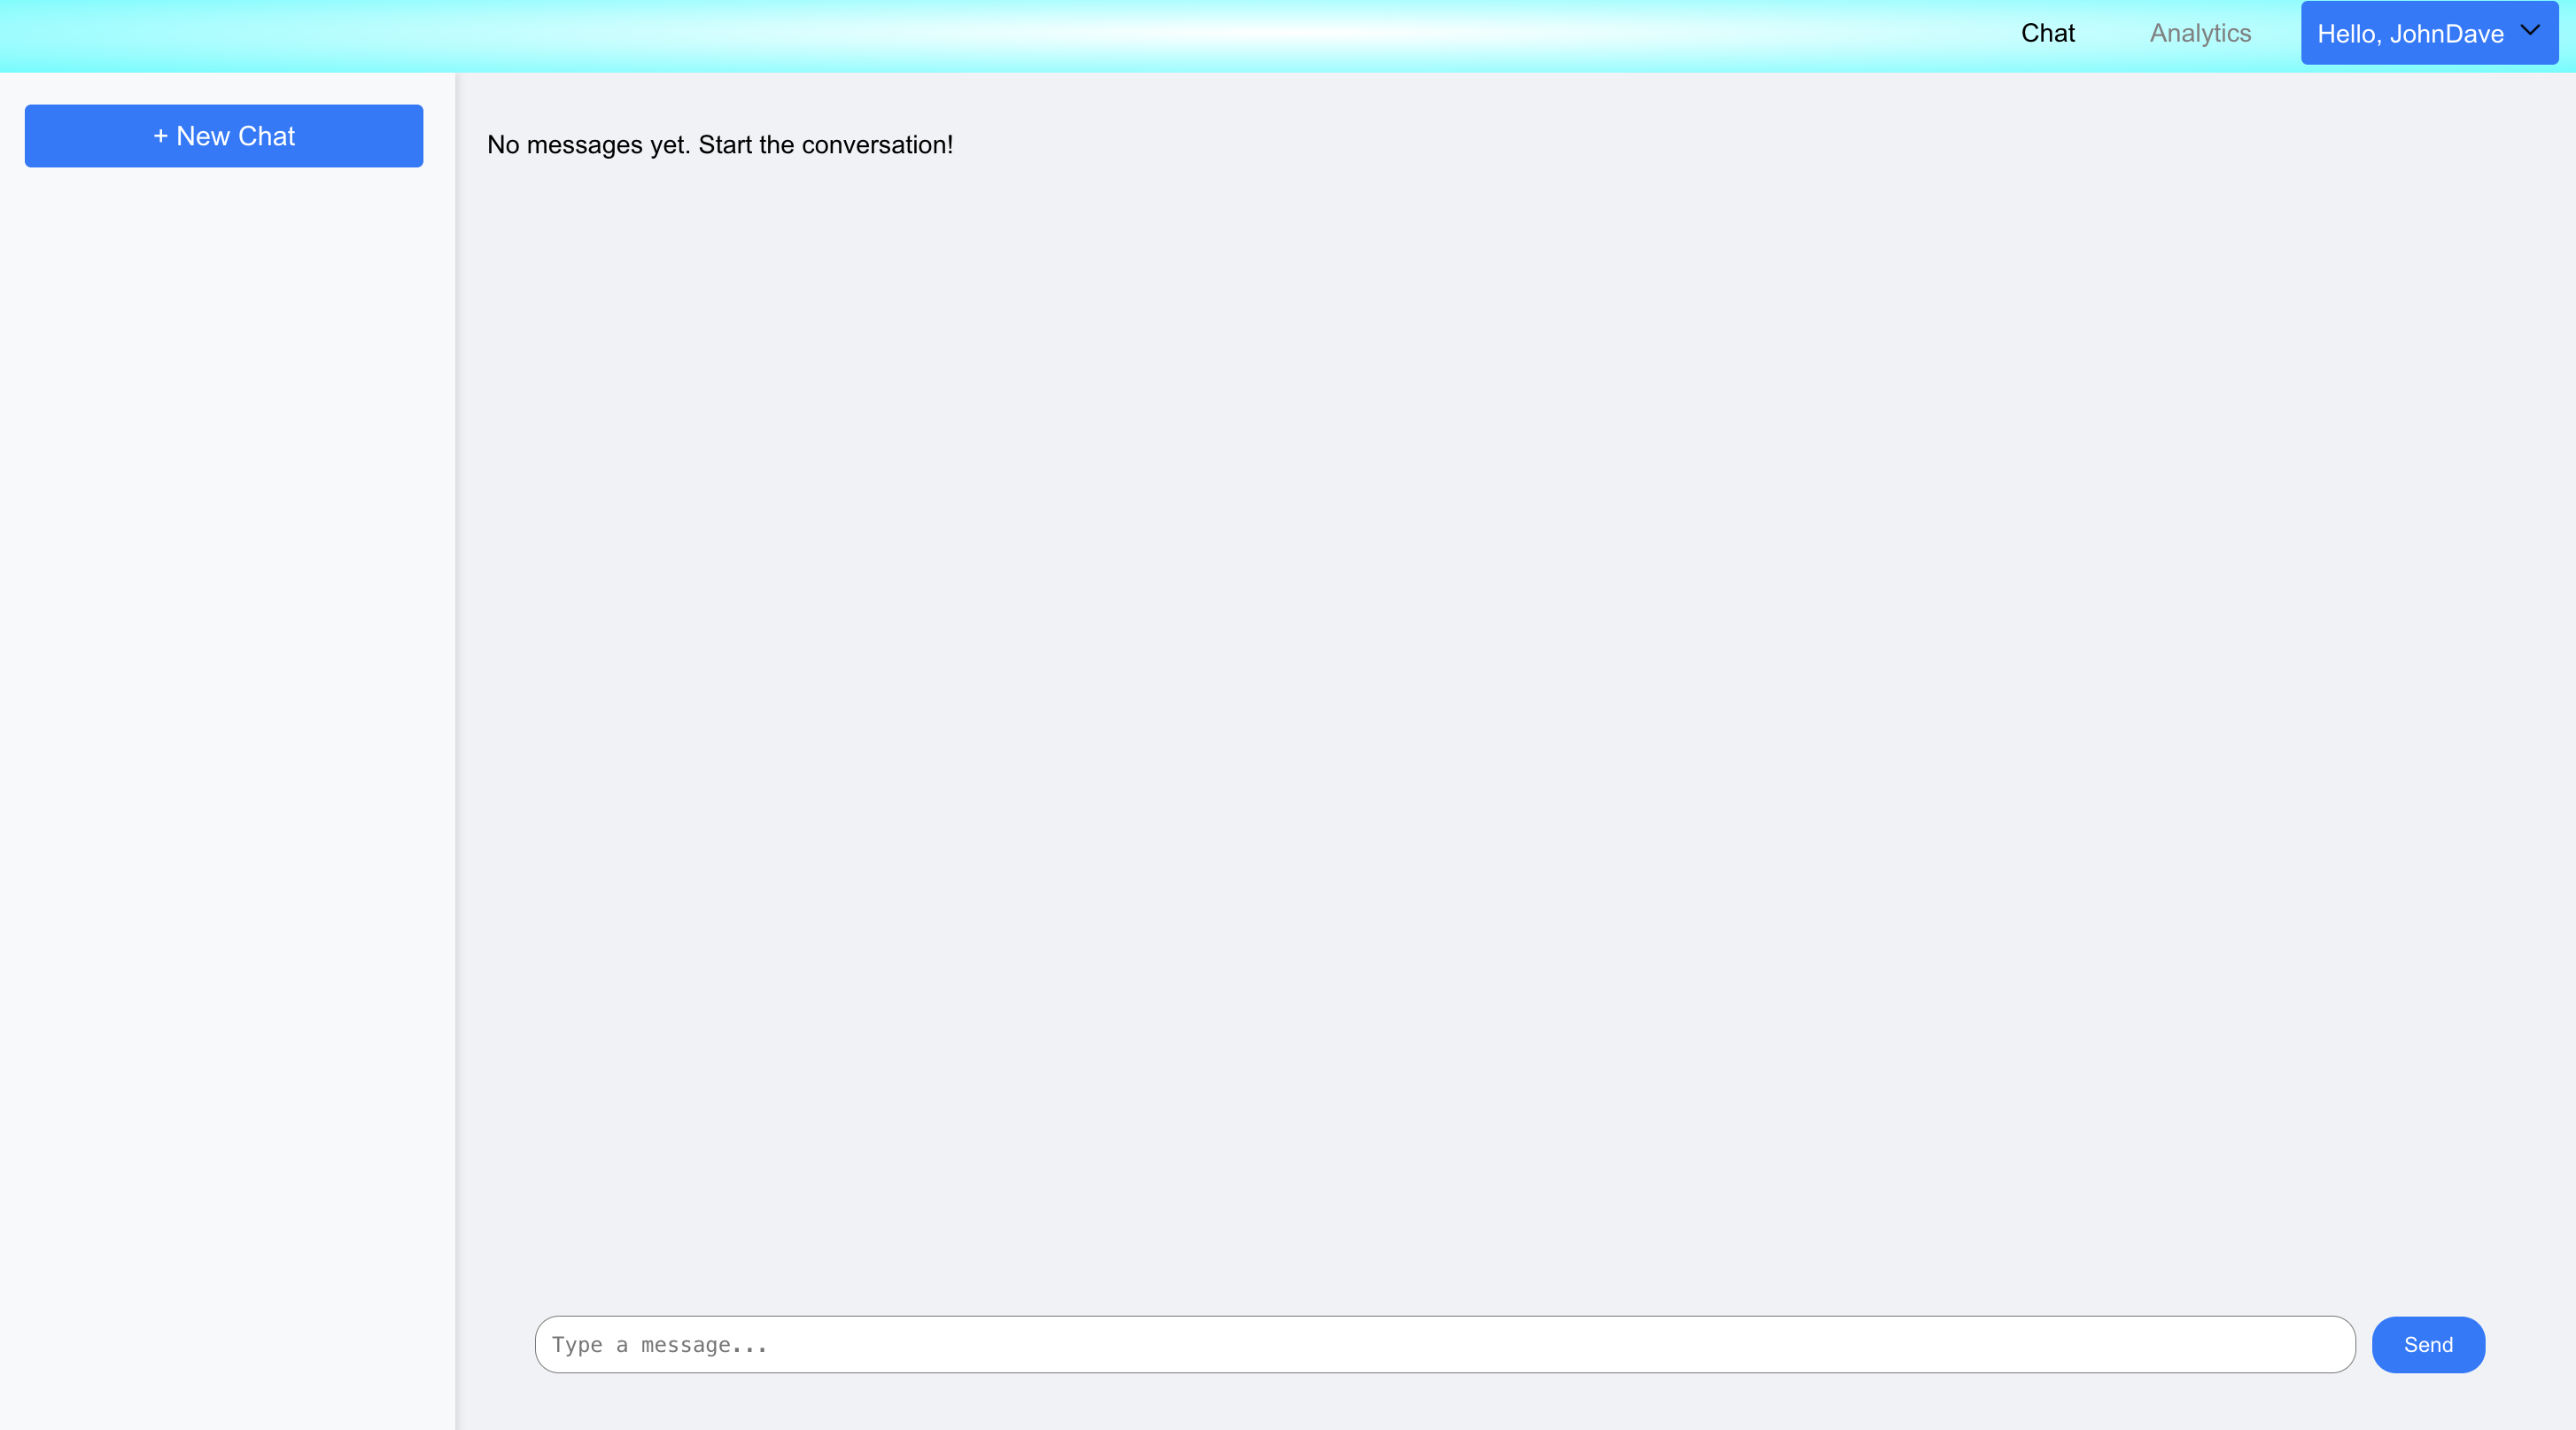 Chat
Analytics
Hello, JohnDave
+ New Chat
No messages yet. Start the conversation!
Type a message...
Send